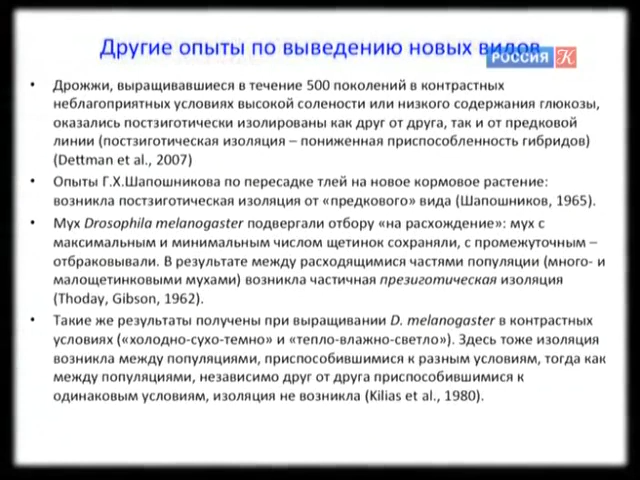 Другие опыты по выведению новых видов
РОССИЯ К
• Дрожжи, выращивавшиеся в течение 500 поколений в контрастных
неблагоприятных условиях высокой солености или низкого содержания глюкозы,
оказались постзиготически изолированы как друг от друга, так и от предковой
линии (постзиготическая изоляция – пониженная приспособленность гибридов)
(Dettman et al., 2007)
• Опыты Г.Х.Шапошникова по пересадке тлей на новое кормовое растение:
возникла постзиготическая изоляция от «предкового» вида (Шапошников, 1965).
• Мух Drosophila melanogaster подвергали отбору «на расхождение»: мух с
максимальным и минимальным числом щетинок сохраняли, с промежуточным –
отбраковывали. В результате между расходящимися частями популяции (много- и
малощетинковыми мухами) возникла частичная презиготическая изоляция
(Thoday, Gibson, 1962).
• Такие же результаты получены при выращивании D. melanogaster в контрастных
условиях («холодно-сухо-темно» и «тепло-влажно-светло»). Здесь тоже изоляция
возникла между популяциями, приспособившимися к разным условиям, тогда как
между популяциями, независимо друг от друга приспособившимися к
одинаковым условиям, изоляция не возникла (Kilias et al., 1980).